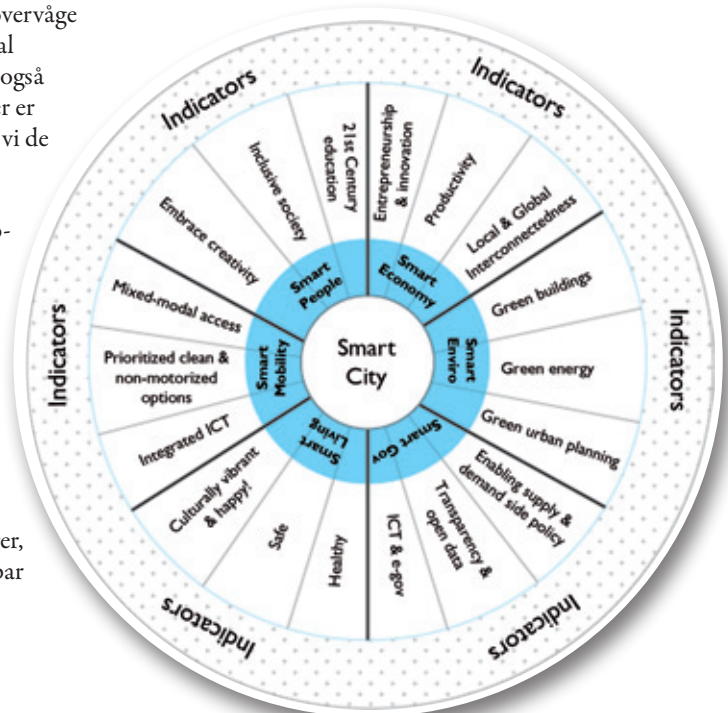 overvåge
al
også
er er
vi de
er,
bar
Smart
City
Smart
People
Smart
Economy
Smart
Enviro
Smart Gov
Smart
Living
Smart
Mobility
21st Century
education
Entrepreneurship
& innovation
Productivity
Local & Global
Interconnectedness
Green buildings
Green energy
Green urban planning
Enabling supply &
demand side policy
Transparency &
open data
ICT & e-gov
Healthy
Safe
Culturally vibrant
& happy!
Integrated ICT
Prioritized clean &
non-motorized
options
Mixed-modal access
Embrace creativity
Inclusive society
Indicators
Indicators
Indicators
Indicators
Indicators
Indicators